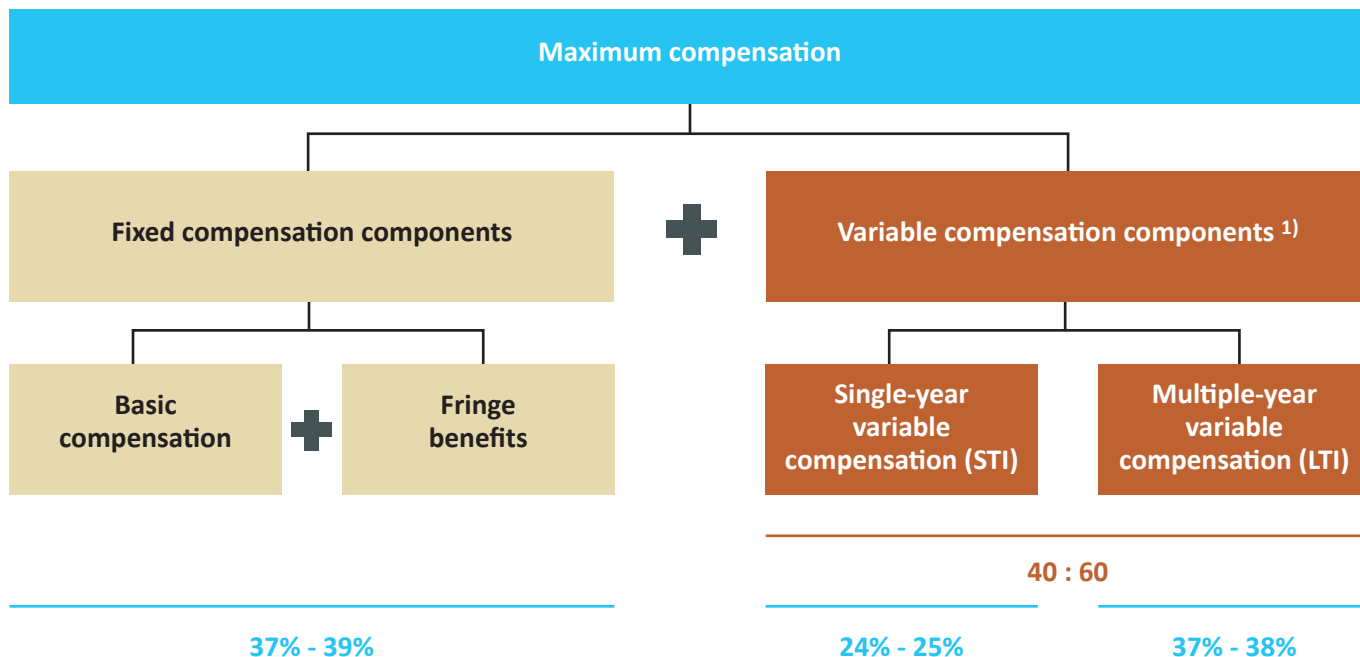 Maximum compensation
Fixed compensation components
Variable compensation components 1)
Basic
compensation
Fringe
benefits
Single-year
variable
compensation (STI)
Multiple-year
variable
compensation (LTI)
40 : 60
37% - 39%
24% - 25%
37% - 38%